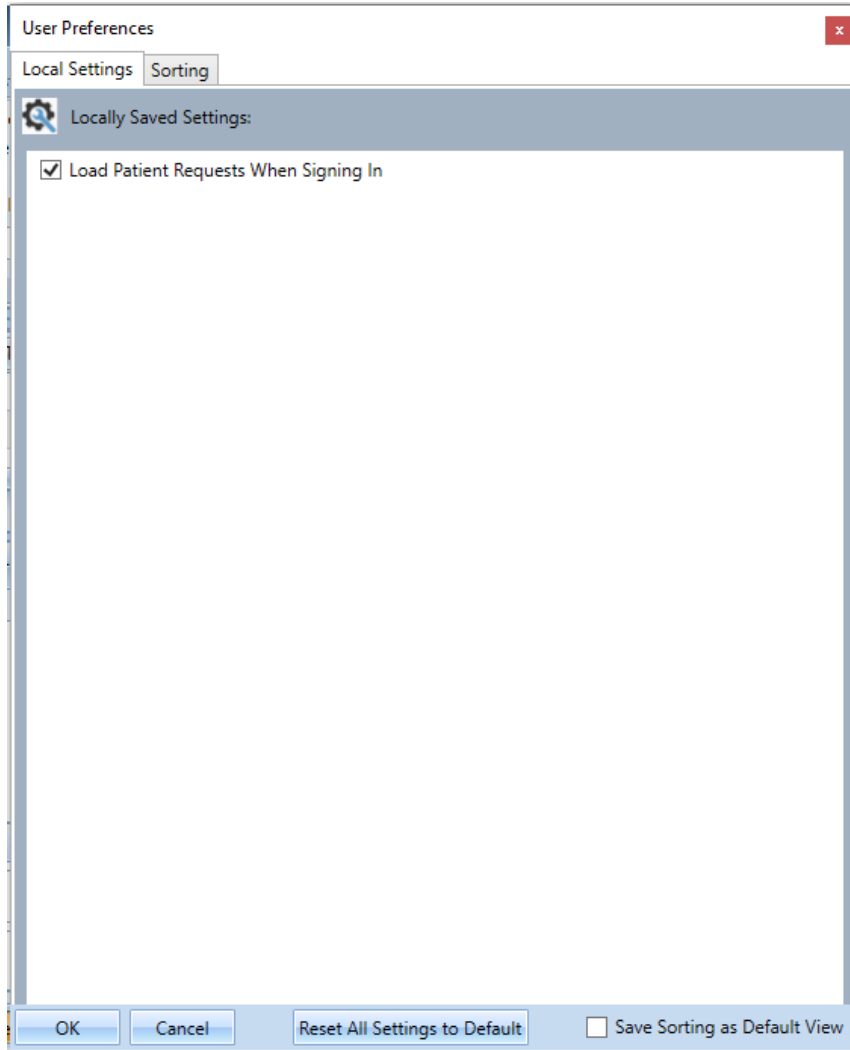 User Preferences
x
Local Settings Sorting
Locally Saved Settings:
Load Patient Requests When Signing In
OK Cancel Reset All Settings to Default Save Sorting as Default View